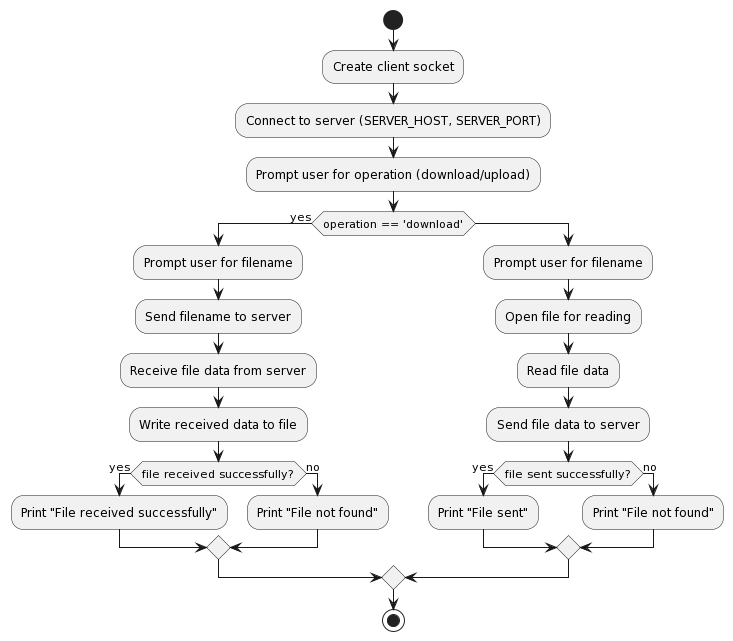 Create client socket
Connect to server (SERVER_HOST, SERVER_PORT)
Prompt user for operation (download/upload)
yes
operation == 'download'
Prompt user for filename
Send filename to server
Receive file data from server
Write received data to file
yes
file received successfully?
no
Print "File received successfully"
Print "File not found"
Prompt user for filename
Open file for reading
Read file data
Send file data to server
yes
file sent successfully?
no
Print "File sent"
Print "File not found"